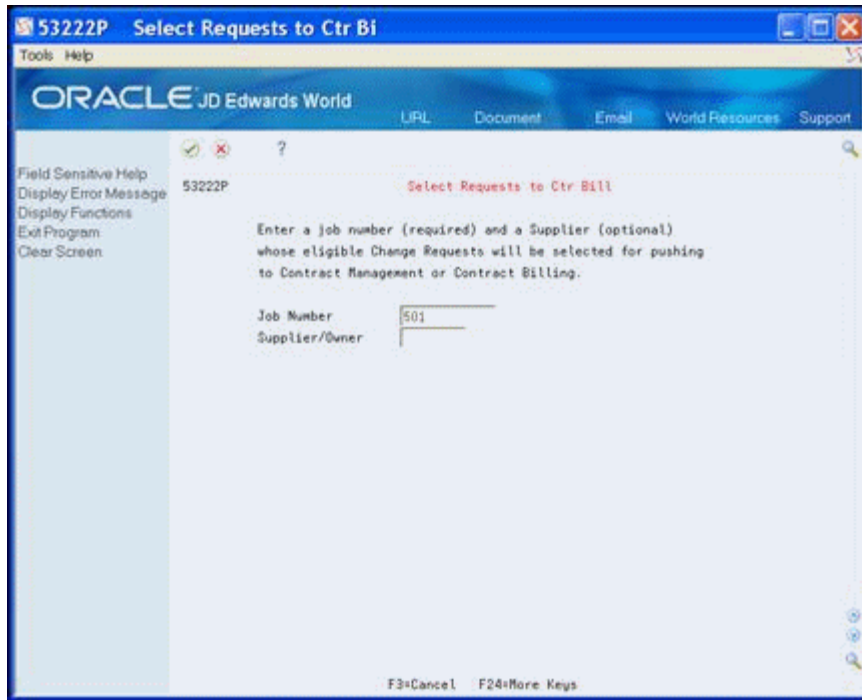 53222P Select Requests to Ctr Bi
Tools Help
ORACLE JD Edwards World
URL Document Email World Resources Support
?
Field Sensitive Help
Display Error Message
Display Functions
Exit Program
Clear Screen
53222P Select Requests to Ctr Bill
Enter a job number (required) and a Supplier (optional)
whose eligible Change Requests will be selected for pushing
to Contract Management or Contract Billing.
Job Number 501
Supplier/Owner
F3=Cancel F24=More Keys